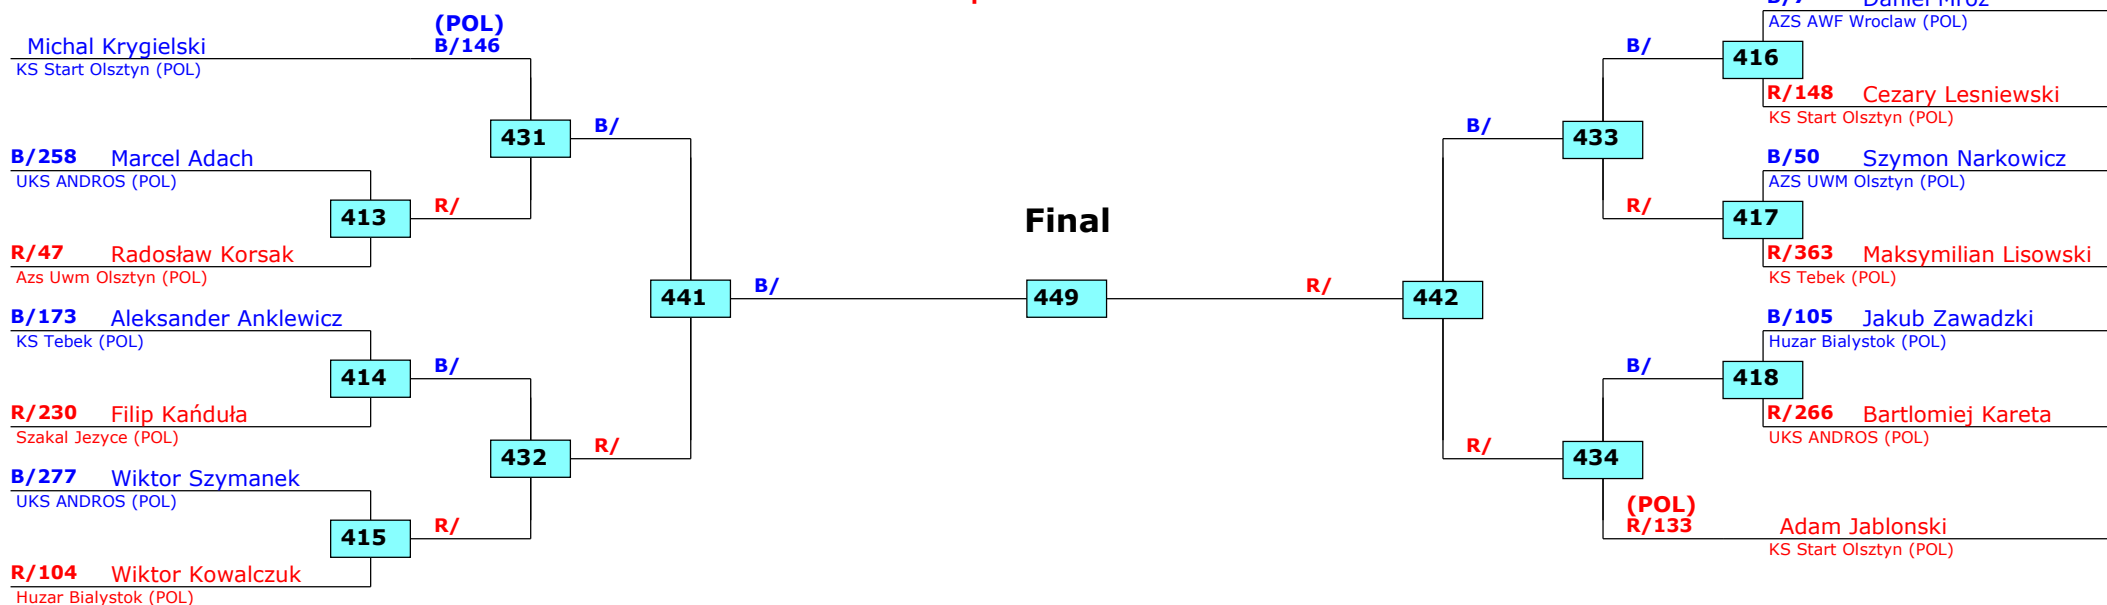 (POL)
Michal Krygielski B/146
KS Start Olsztyn (POL)
431 B/
B/258 Marcel Adach
UKS ANDROS (POL)
413 R/
R/47 Radosław Korsak
Azs Uwm Olsztyn (POL)
441 B/
B/173 Aleksander Anklewicz
KS Tebek (POL)
414 B/
R/230 Filip Kańduła
Szakal Jezyce (POL)
432 R/
B/277 Wiktor Szymanek
UKS ANDROS (POL)
415 R/
R/104 Wiktor Kowalczuk
Huzar Bialystok (POL)
Final
449
Daniel Mroz
AZS AWF Wroclaw (POL)
B/ 416
R/148 Cezary Lesniewski
KS Start Olsztyn (POL)
B/ 433
B/50 Szymon Narkowicz
AZS UWM Olsztyn (POL)
R/ 417
R/363 Maksymilian Lisowski
KS Tebek (POL)
R/ 442
B/105 Jakub Zawadzki
Huzar Bialystok (POL)
B/ 418
R/266 Bartlomiej Kareta
UKS ANDROS (POL)
R/ 434
(POL)
R/133 Adam Jablonski
KS Start Olsztyn (POL)